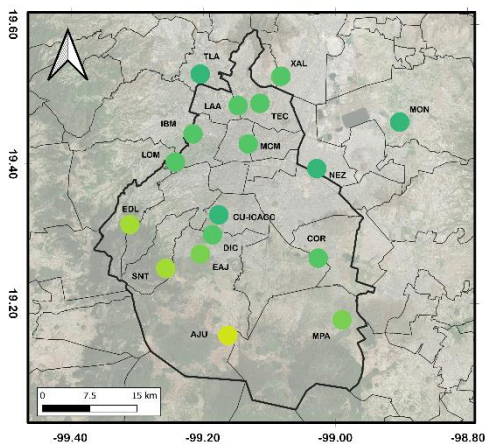 19.60
TLA
XAL
LAA
TEC
MON
IBM
MCM
LOM
19.40
NEZ
EDL
CU-ICACC
DIC
COR
EAJ
SNT
19.20
AJU
MPA
0 7.5 15 km
-99.40 -99.20 -99.00 -98.80